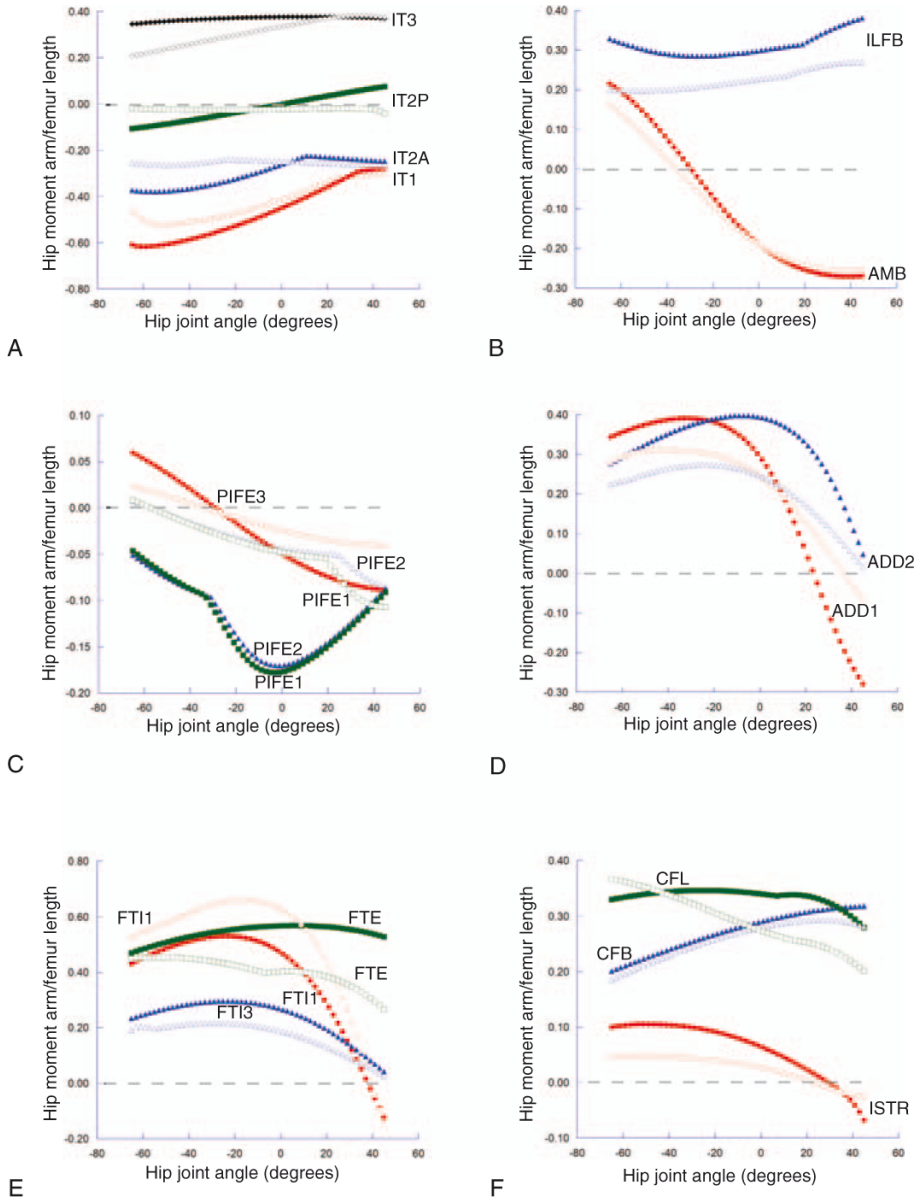 0.40
0.20
0.00
-0.20
-0.40
-0.60
-0.80
-80 -60 -40 -20 0 20 40 60
Hip moment arm/femur length
Hip joint angle (degrees)
IT3
IT2P
IT2A
IT1
A
0.40
0.30
0.20
0.10
0.00
-0.10
-0.20
0.30
-80 -60 -40 -20 0 20 40 60
Hip moment arm/femur length
Hip joint angle (degrees)
ILFB
AMB
B
0.10
0.05
0.00
-0.05
-0.10
-0.15
-0.20
-80 -60 -40 -20 0 20 40 60
Hip moment arm/femur length
Hip joint angle (degrees)
PIFE3
PIFE2
PIFE1
PIFE2
PIFE1
C
0.40
0.30
0.20
0.10
0.00
-0.10
0.20
0.30
-80 -60 -40 -20 0 20 40 60
Hip moment arm/femur length
Hip joint angle (degrees)
ADD2
ADD1
D
0.80
0.60
0.40
0.20
0.00
-0.20
-80 -60 -40 -20 0 20 40 60
Hip moment arm/femur length
Hip joint angle (degrees)
FTI1
FTE
FTE
FTI1
FTI3
E
0.40
0.30
0.20
0.10
0.00
0.10
-80 -60 -40 -20 0 20 40 60
Hip moment arm/femur length
Hip joint angle (degrees)
CFL
CFB
ISTR
F